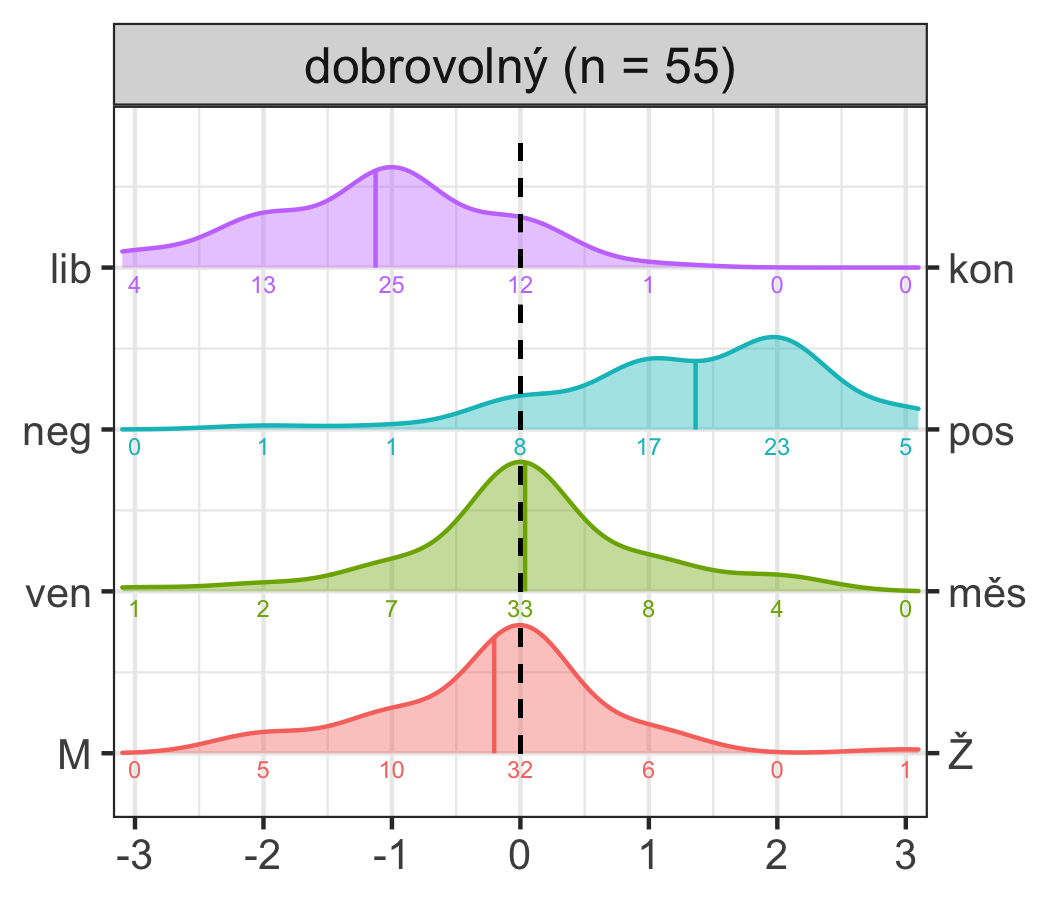 dobrovolný (n = 55)
lib kon
4 13 25 12 1 0 0
neg pos
0 1 1 8 17 23 5
ven měs
1 2 7 33 8 4 0
M Ž
0 5 10 32 6 0 1
-3 -2 -1 0 1 2 3